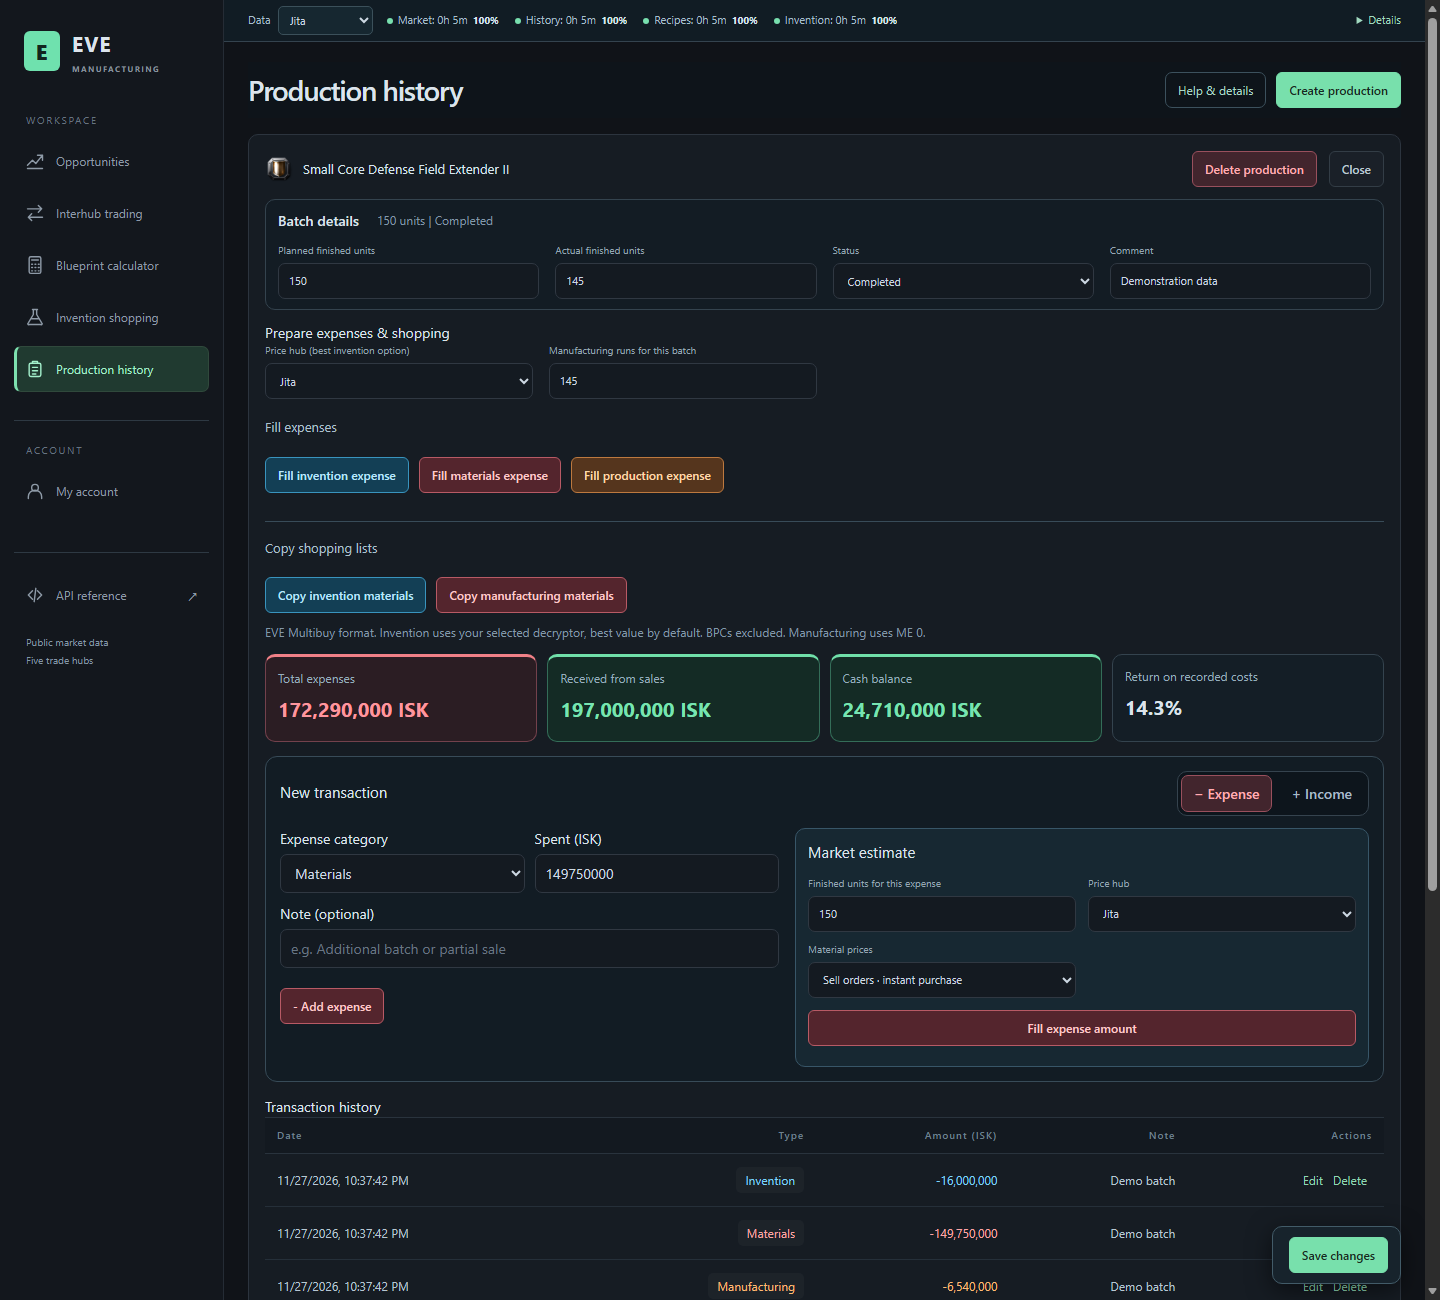 E
EVE
MANUFACTURING
WORKSPACE
Opportunities
Interhub trading
Blueprint calculator
Invention shopping
Production history
ACCOUNT
My account
API reference ↗
Public market data
Five trade hubs
Data Jita Market: 0h 5m 100% History: 0h 5m 100% Recipes: 0h 5m 100% Invention: 0h 5m 100% Details
Production history
Help & details
Create production
Small Core Defense Field Extender II
Delete production
Close
Batch details 150 units | Completed
Planned finished units
150
Actual finished units
145
Status
Completed
Comment
Demonstration data
Prepare expenses & shopping
Price hub (best invention option)
Jita
Manufacturing runs for this batch
145
Fill expenses
Fill invention expense
Fill materials expense
Fill production expense
Copy shopping lists
Copy invention materials
Copy manufacturing materials
EVE Multibuy format. Invention uses your selected decryptor, best value by default. BPCs excluded. Manufacturing uses ME 0.
Total expenses
172,290,000 ISK
Received from sales
197,000,000 ISK
Cash balance
24,710,000 ISK
Return on recorded costs
14.3%
New transaction
− Expense
+ Income
Expense category
Materials
Spent (ISK)
149750000
Note (optional)
e.g. Additional batch or partial sale
- Add expense
Market estimate
Finished units for this expense
150
Price hub
Jita
Material prices
Sell orders · instant purchase
Fill expense amount
Transaction history
Date Type Amount (ISK) Note Actions
11/27/2026, 10:37:42 PM Invention -16,000,000 Demo batch Edit Delete
11/27/2026, 10:37:42 PM Materials -149,750,000 Demo batch
Save changes
11/27/2026, 10:37:42 PM Manufacturing -6,540,000 Demo batch Edit Delete